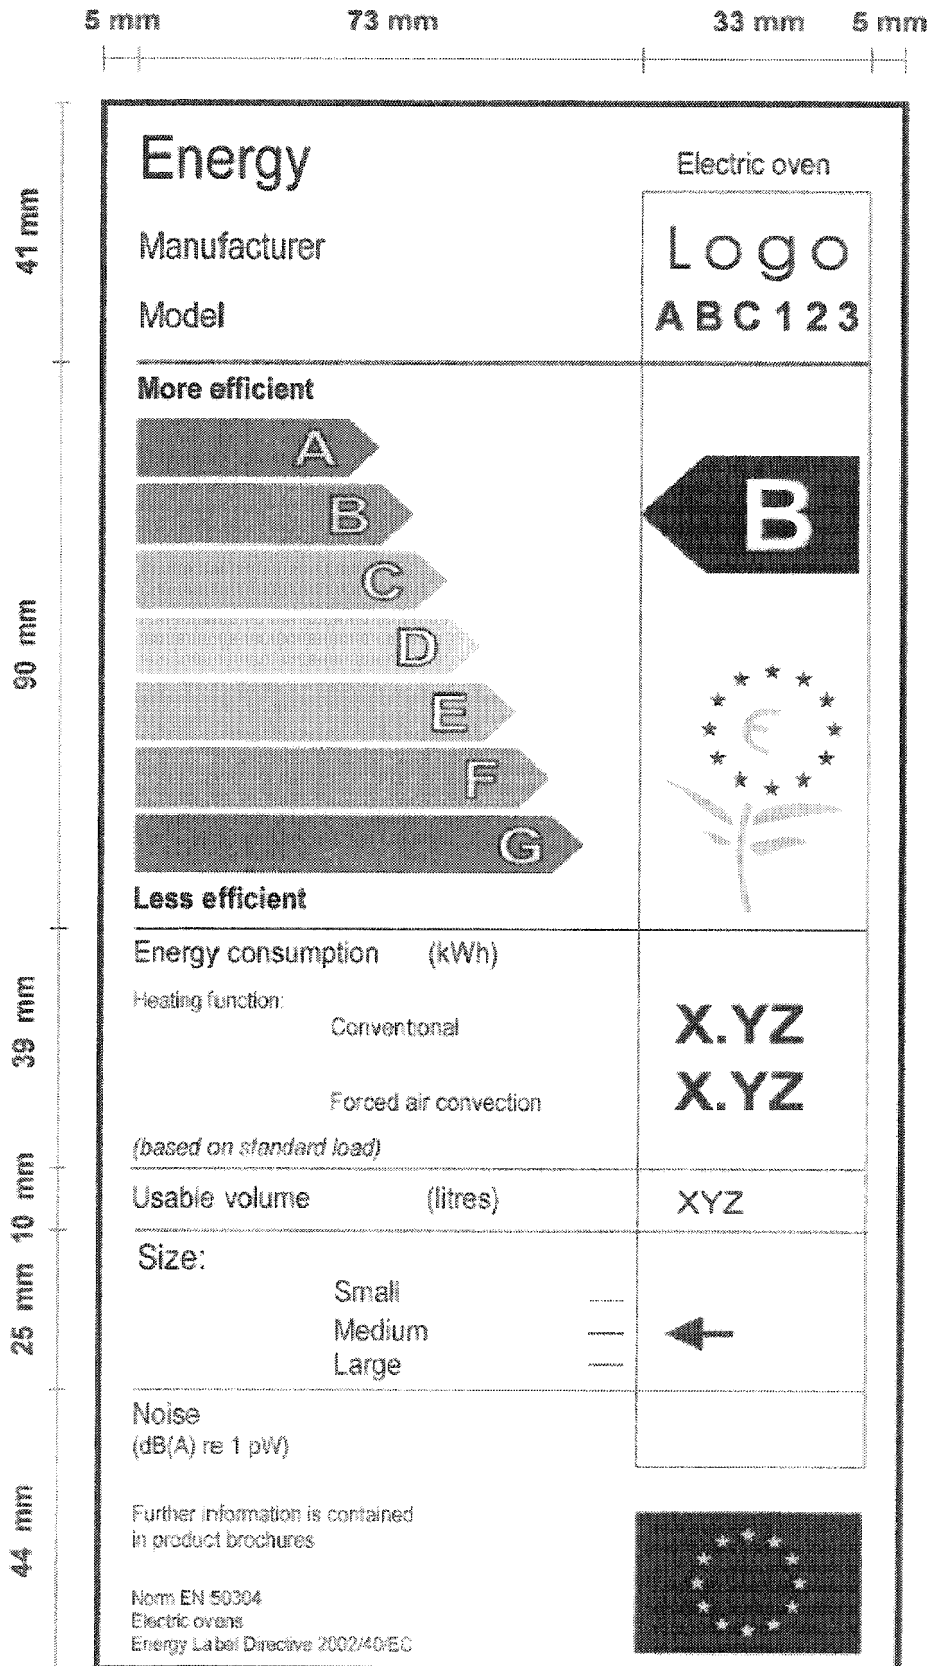 5 mm 73 mm 33 mm 5 mm
41 mm
Energy
Electric oven
Manufacturer
Logo
Model
ABC123
90 mm
More efficient
A
B
B
C
D
E
F
G
Less efficient
39 mm
Energy consumption (kWh)
Heating function:
Conventional
X.YZ
Forced air convection
X.YZ
(based on standard load)
10 mm
Usable volume (litres)
XYZ
25 mm
Size:
Small
Medium
Large
44 mm
Noise
(dB(A) re 1 pW)
Further information is contained
in product brochures
Norm EN 50304
Electric ovens
Energy Label Directive 2002/40/EC